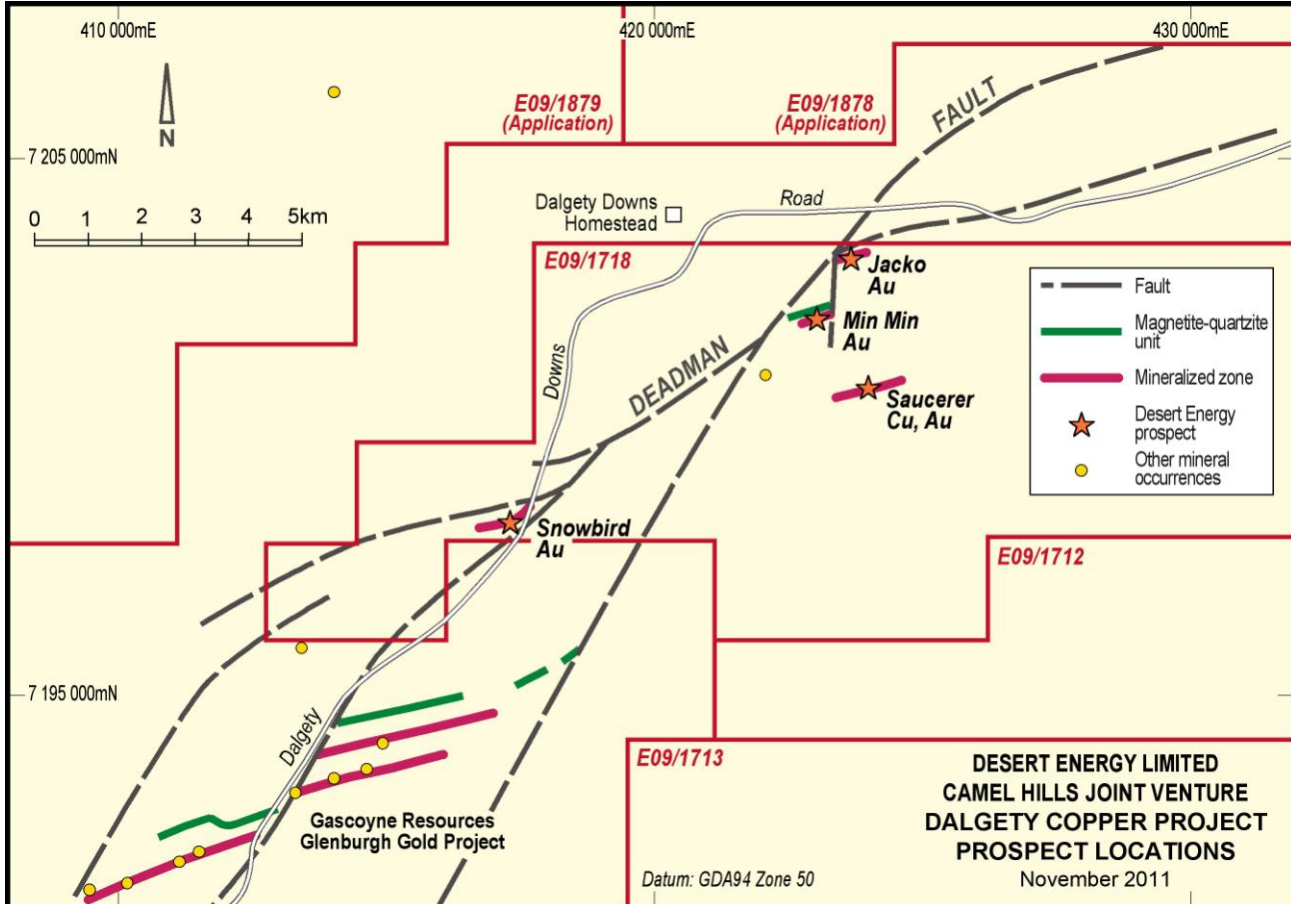 410 000mE
420 000mE
430 000mE
N
E09/1879
(Application)
E09/1878
(Application)
FAULT
7 205 000mN
0 1 2 3 4 5km
Dalgety Downs
Homestead
Road
E09/1718
Jacko
Au
Min Min
Au
Downs
DEADMAN
Saucerer
Cu, Au
Fault
Magnetite-quartzite
unit
Mineralized zone
Desert Energy
prospect
Other mineral
occurrences
Snowbird
Au
E09/1712
7 195 000mN
Dalgety
E09/1713
Gascoyne Resources
Glenburgh Gold Project
DESERT ENERGY LIMITED
CAMEL HILLS JOINT VENTURE
DALGETY COPPER PROJECT
PROSPECT LOCATIONS
November 2011
Datum: GDA94 Zone 50